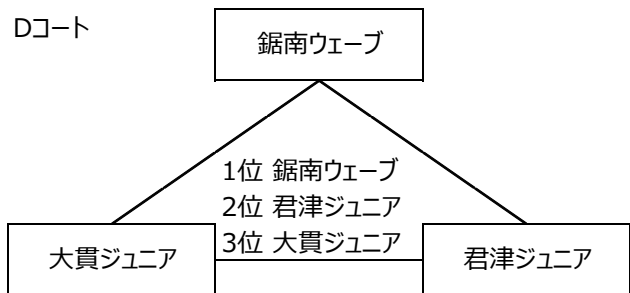 Dコート
鋸南ウェーブ
1位 鋸南ウェーブ
2位 君津ジュニア
3位 大貫ジュニア
大貫ジュニア
君津ジュニア